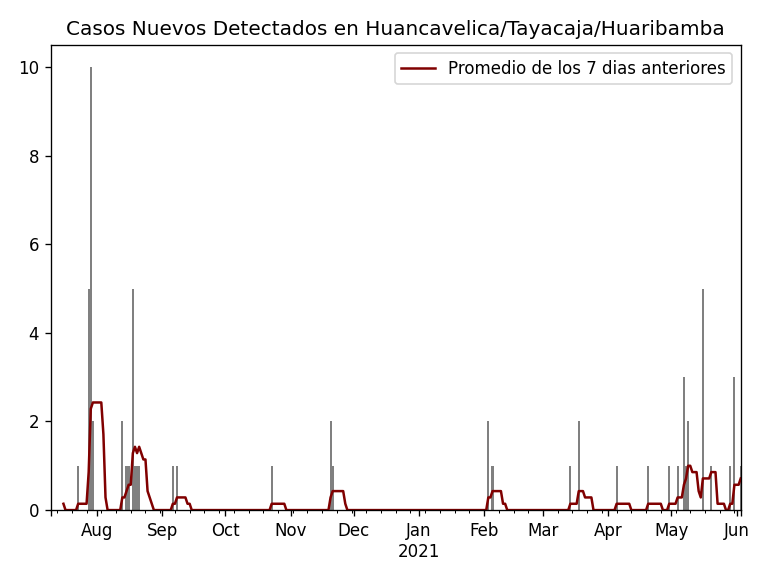 Casos Nuevos Detectados en Huancavelica/Tayacaja/Huaribamba
Promedio de los 7 dias anteriores
10
8
6
4
2
0
Aug Sep Oct Nov Dec Jan Feb Mar Apr May Jun
2021